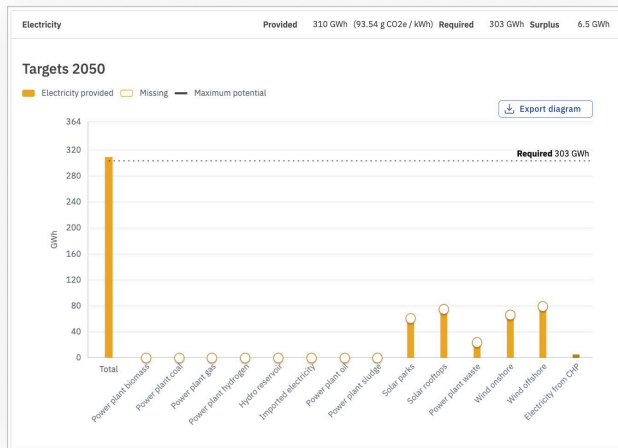 Electricity Provided 310 GWh (93.54 g CO2e / kWh) Required 303 GWh Surplus 6.5 GWh
Targets 2050
Electricity provided Missing Maximum potential
Export diagram
364
320
Required 303 GWh
280
240
200
160
120
80
40
0
GWh
Total
Power plant biomass
Power plant coal
Power plant gas
Power plant hydrogen
Hydro reservoir
Imported electricity
Power plant oil
Power plant sludge
Solar parks
Solar rooftops
Power plant waste
Wind onshore
Wind offshore
Electricity from CHP